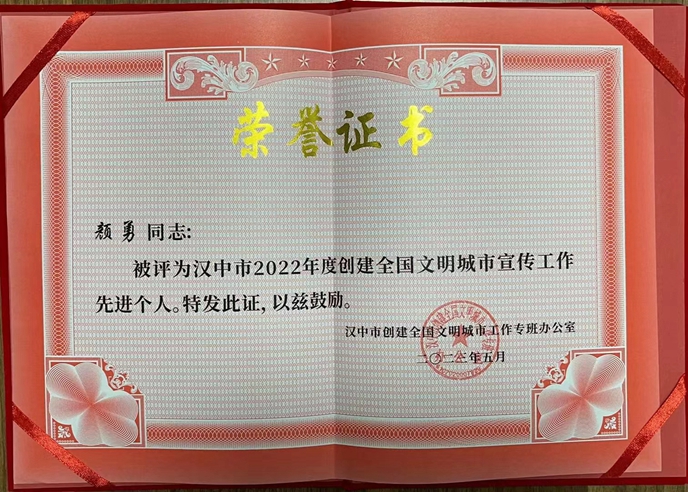 荣誉证书
颜勇 同志:
被评为汉中市2022年度创建全国文明城市宣传工作
先进个人。特发此证,以兹鼓励。
汉中市创建全国文明城市工作专班办公室
二〇二三年五月